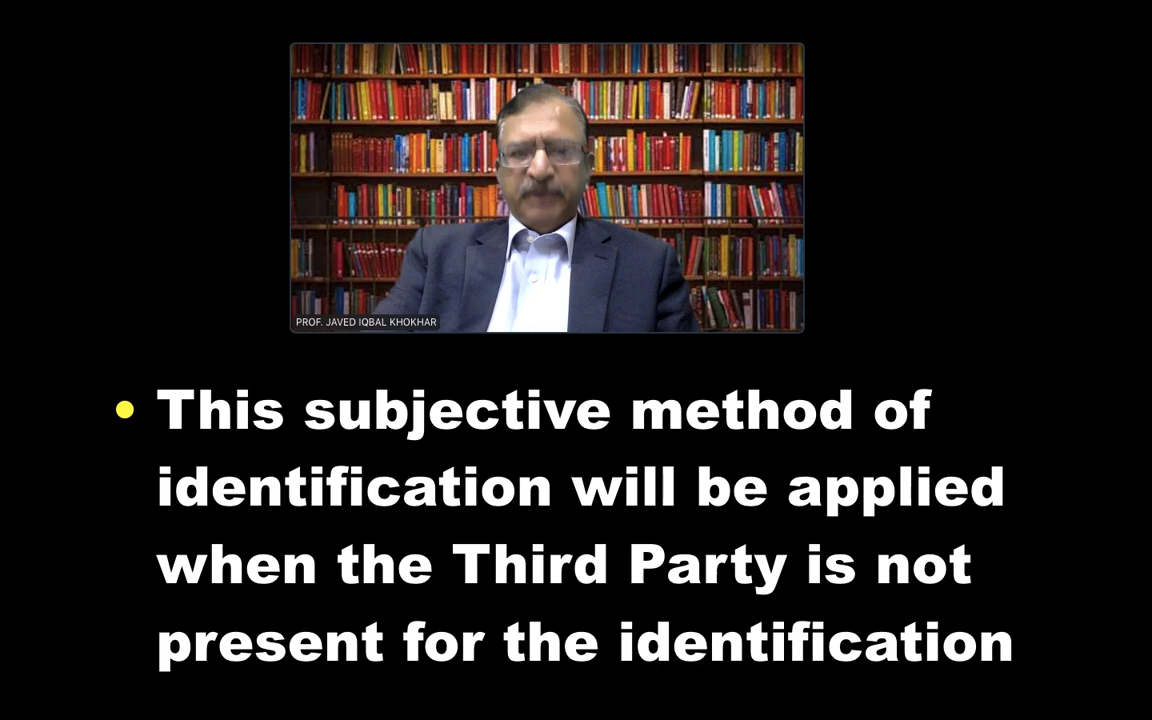 PROF. JAVED IQBAL KHOKHAR
• This subjective method of
identification will be applied
when the Third Party is not
present for the identification